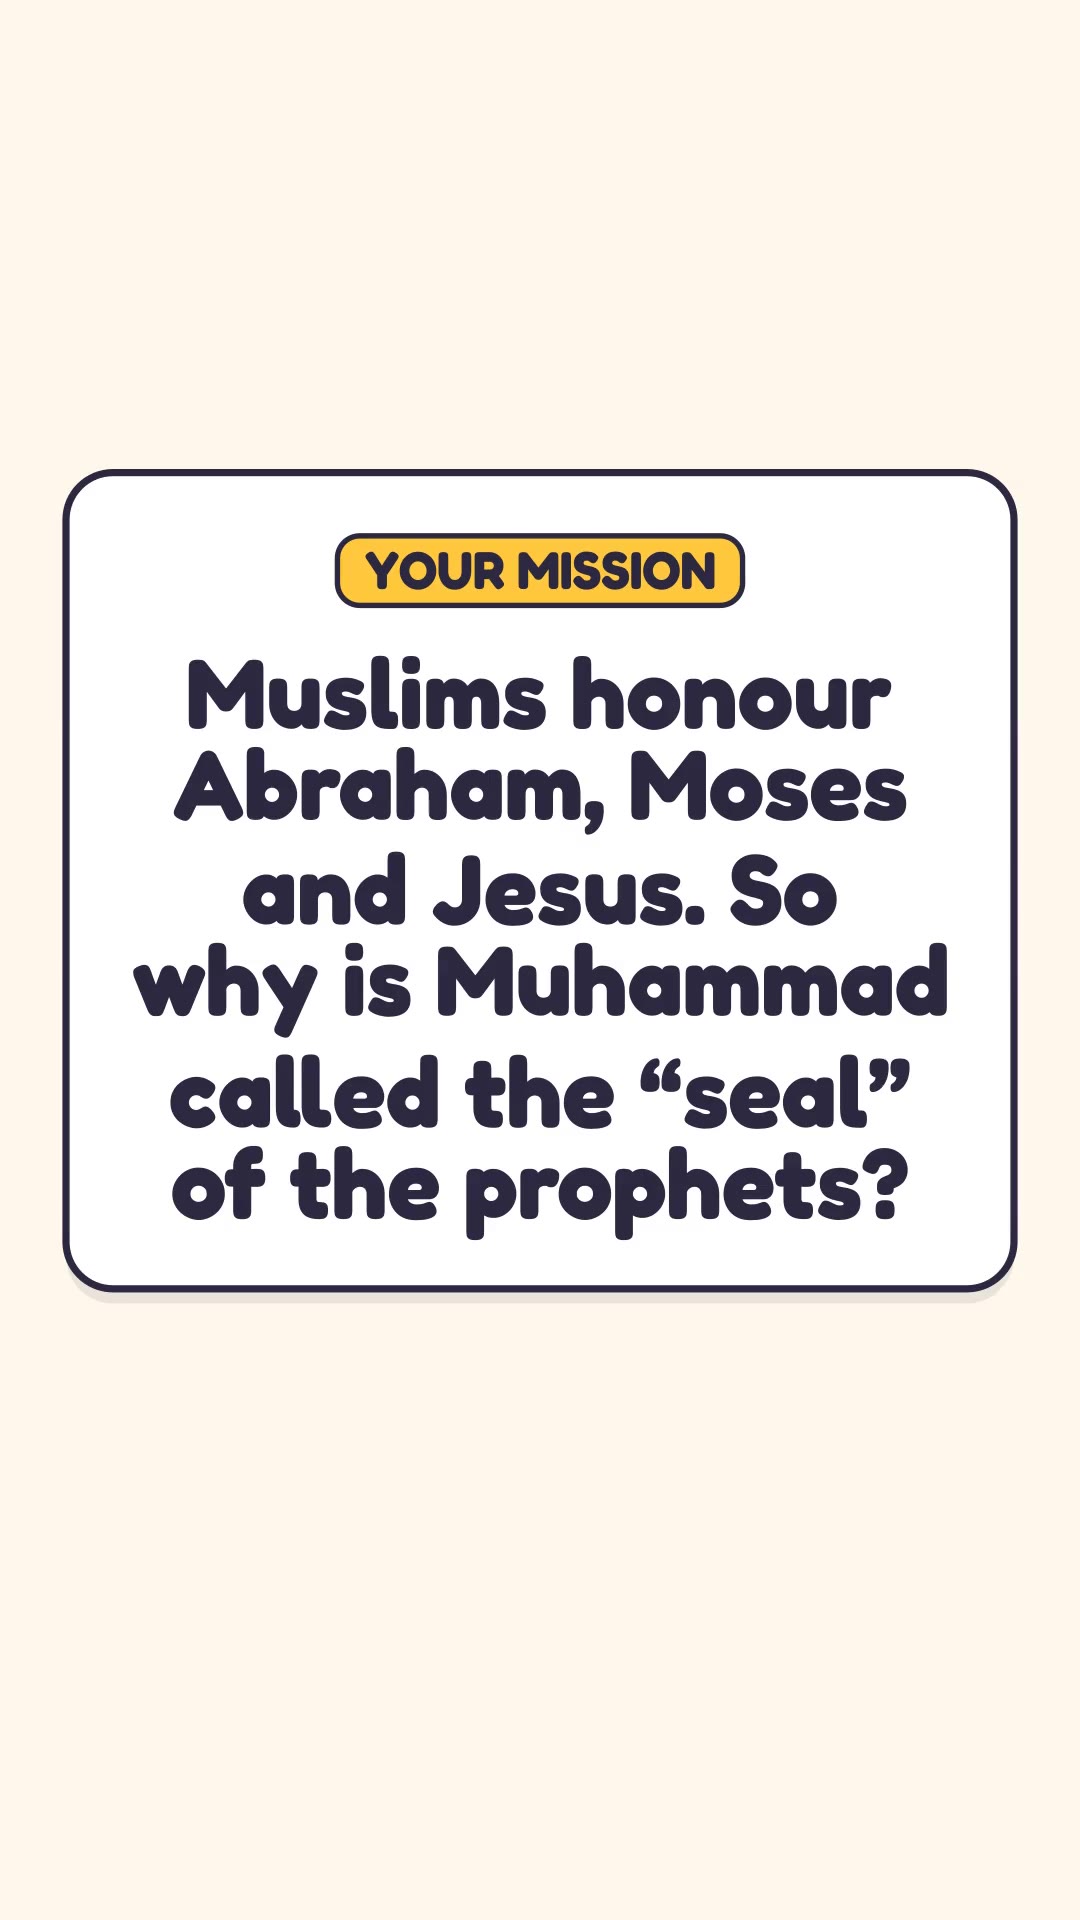 YOUR MISSION
Muslims honour
Abraham, Moses
and Jesus. So
why is Muhammad
called the “seal”
of the prophets?